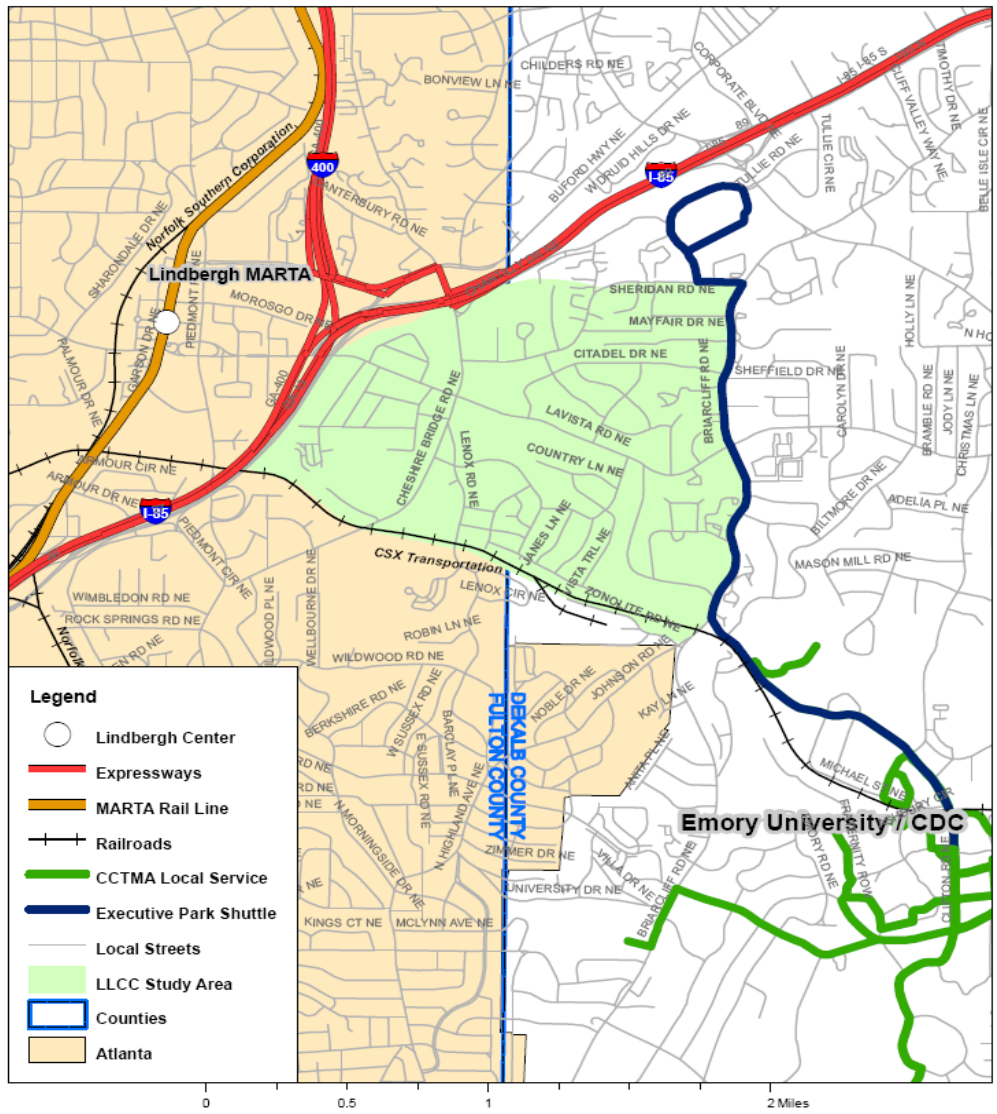 CHILDERS RD NE
BONVIEW LN NE
CORPORATE BLVD NE
TIMOTHY DR NE
CLIFF VALLEY WAY NE
I-85 I-85 S
BELLE ISLE CIR NE
TULLIE CIR NE
TULLIE RD NE
BUFORD HWY NE
W DRUID HILLS DR NE
I-85
400
Norfolk Southern Corporation
CANTERBURY RD NE
SHARONDALE DR NE
Lindbergh MARTA
MOROSGO DR NE
GARSON DR NE
PALMOUR DR NE
SHERIDAN RD NE
MAYFAIR DR NE
CITADEL DR NE
SHEFFIELD DR NE
BRIARCLIFF RD NE
HOLLY LN NE
CAROLYN DR NE
BRAMBLE RD NE
JODY LN NE
CHRISTMAS LN NE
GA-400
CHESHIRE BRIDGE RD NE
LENOX RD NE
LAVISTA RD NE
COUNTRY LN NE
ARMOUR CIR NE
ARMOUR DR NE
I-85
PIEDMONT CIR NE
BILTMORE DR NE
ADELIA PL NE
MASON MILL RD NE
JANES LN NE
VISTA TRL NE
CSX Transportation
LENOX CIR NE
ZONOLITE RD NE
WIMBLEDON RD NE
ROCK SPRINGS RD NE
WELLBOURNE DR NE
ROBIN LN NE
WILDWOOD RD NE
BERKSHIRE RD NE
W SUSSEX RD NE
E SUSSEX RD NE
BARCLAY PL NE
N HIGHLAND AVE NE
N MORNINGSIDE DR NE
KINGS CT NE
MCLYNN AVE NE
DEKALB COUNTY
FULTON COUNTY
NOBLE DR NE
JOHNSON RD NE
KAY LN NE
ANITA PL NE
ZIMMER DR NE
UNIVERSITY DR NE
VILLA DR NE
BRIARCLIFF RD NE
MICHAEL ST NE
Emory University / CDC
FRATERNITY ROW
Legend
Lindbergh Center
Expressways
MARTA Rail Line
Railroads
CCTMA Local Service
Executive Park Shuttle
Local Streets
LLCC Study Area
Counties
Atlanta
0
0.5
1
2 Miles